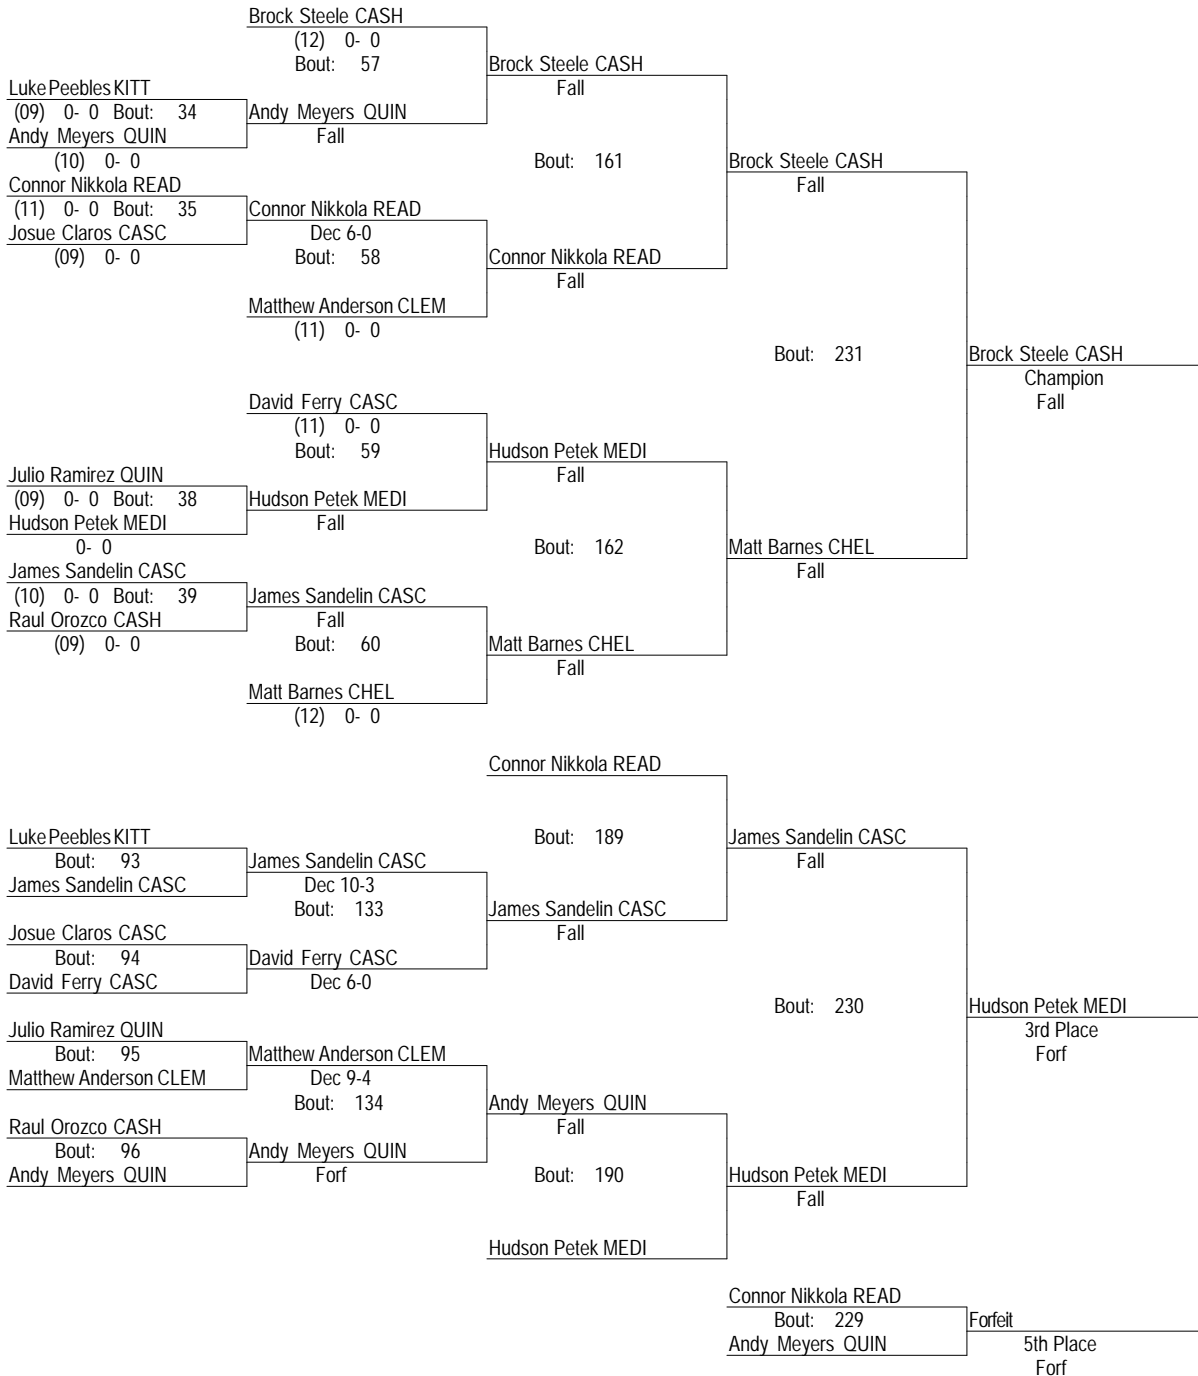 Brock Steele CASH
(12) 0- 0
Bout: 57
Brock Steele CASH
Fall
Luke Peebles KITT
(09) 0- 0 Bout: 34
Andy Meyers QUIN
(10) 0- 0
Andy Meyers QUIN
Fall
Bout: 161
Brock Steele CASH
Fall
Connor Nikkola READ
(11) 0- 0 Bout: 35
Josue Claros CASC
(09) 0- 0
Connor Nikkola READ
Dec 6-0
Bout: 58
Connor Nikkola READ
Fall
Matthew Anderson CLEM
(11) 0- 0
Bout: 231
Brock Steele CASH
Champion
Fall
David Ferry CASC
(11) 0- 0
Bout: 59
Hudson Petek MEDI
Fall
Julio Ramirez QUIN
(09) 0- 0 Bout: 38
Hudson Petek MEDI
0- 0
Hudson Petek MEDI
Fall
Bout: 162
Matt Barnes CHEL
Fall
James Sandelin CASC
(10) 0- 0 Bout: 39
Raul Orozco CASH
(09) 0- 0
James Sandelin CASC
Fall
Bout: 60
Matt Barnes CHEL
Fall
Matt Barnes CHEL
(12) 0- 0
Connor Nikkola READ
Bout: 189
James Sandelin CASC
Fall
Luke Peebles KITT
Bout: 93
James Sandelin CASC
James Sandelin CASC
Dec 10-3
Bout: 133
James Sandelin CASC
Fall
Josue Claros CASC
Bout: 94
David Ferry CASC
David Ferry CASC
Dec 6-0
Bout: 230
Hudson Petek MEDI
3rd Place
Forf
Julio Ramirez QUIN
Bout: 95
Matthew Anderson CLEM
Matthew Anderson CLEM
Dec 9-4
Bout: 134
Andy Meyers QUIN
Fall
Raul Orozco CASH
Bout: 96
Andy Meyers QUIN
Andy Meyers QUIN
Forf
Bout: 190
Hudson Petek MEDI
Fall
Hudson Petek MEDI
Connor Nikkola READ
Bout: 229
Andy Meyers QUIN
Forfeit
5th Place
Forf